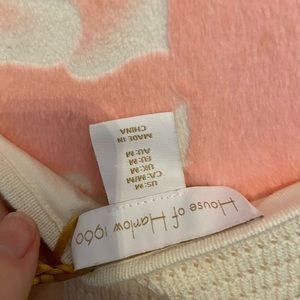 House of Harlow 1960
US:M
CA:M/M
UK:M
EU:M
AU:M
MADE IN
CHINA